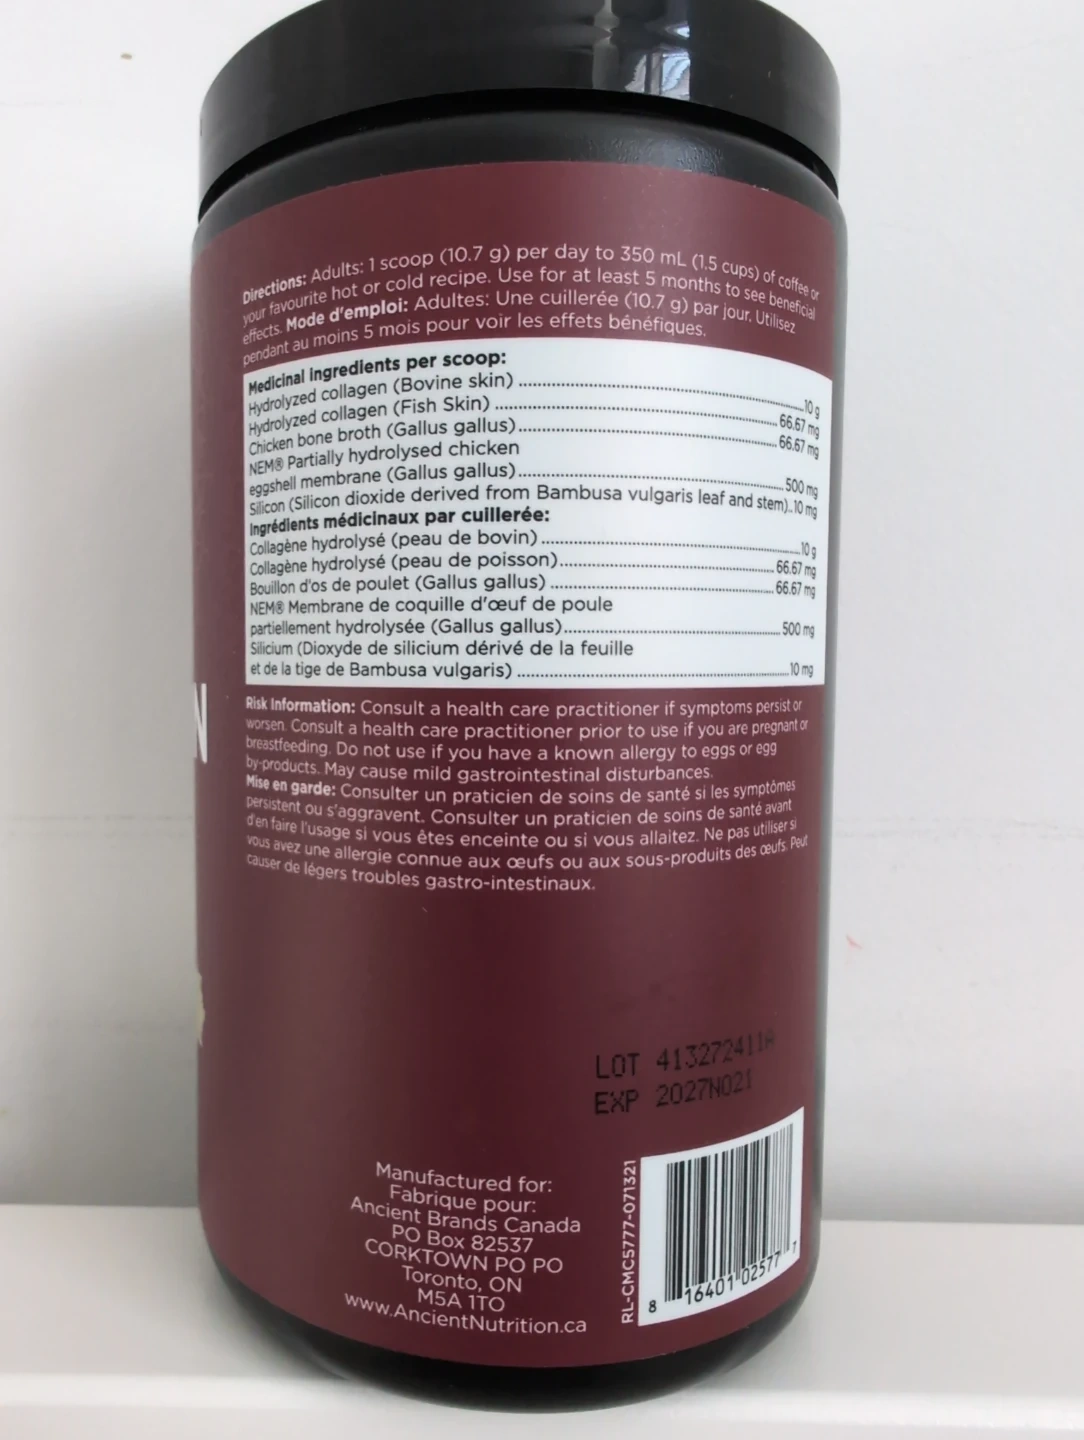 Directions: Adults: 1 scoop (10.7 g) per day to 350 mL (1.5 cups) of coffee or
your favourite hot or cold recipe. Use for at least 5 months to see beneficial
effects. Mode d'emploi: Adultes: Une cuillerée (10.7 g) par jour. Utilisez
pendant au moins 5 mois pour voir les effets bénéfiques.
Medicinal ingredients per scoop:
Hydrolyzed collagen (Bovine skin) ........ 10 g
Hydrolyzed collagen (Fish Skin) ........ 66.67 mg
Chicken bone broth (Gallus gallus)........ 66.67 mg
NEM® Partially hydrolysed chicken
eggshell membrane (Gallus gallus)........ 500 mg
Silicon (Silicon dioxide derived from Bambusa vulgaris leaf and stem)..10 mg
Ingrédients médicinaux par cuillerée:
Collagène hydrolysé (peau de bovin)........ 10 g
Collagène hydrolysé (peau de poisson)........ 66.67 mg
Bouillon d'os de poulet (Gallus gallus) ........ 66.67 mg
NEM® Membrane de coquille d'œuf de poule
partiellement hydrolysée (Gallus gallus)........ 500 mg
Silicium (Dioxyde de silicium dérivé de la feuille
et de la tige de Bambusa vulgaris) ........ 10 mg
N
Risk Information: Consult a health care practitioner if symptoms persist or
worsen. Consult a health care practitioner prior to use if you are pregnant or
breastfeeding. Do not use if you have a known allergy to eggs or egg
by-products. May cause mild gastrointestinal disturbances.
Mise en garde: Consulter un praticien de soins de santé si les symptômes
persistent ou s'aggravent. Consulter un praticien de soins de santé avant
d'en faire l'usage si vous êtes enceinte ou si vous allaitez. Ne pas utiliser si
vous avez une allergie connue aux œufs ou aux sous-produits des œufs. Peut
causer de légers troubles gastro-intestinaux.
LOT 413272411A
EXP 2027NO21
Manufactured for:
Fabrique pour:
Ancient Brands Canada
PO Box 82537
CORKTOWN PO PO
Toronto, ON
M5A 1TO
www.AncientNutrition.ca
RL-CMC5777-071321
8 16401 02577 7